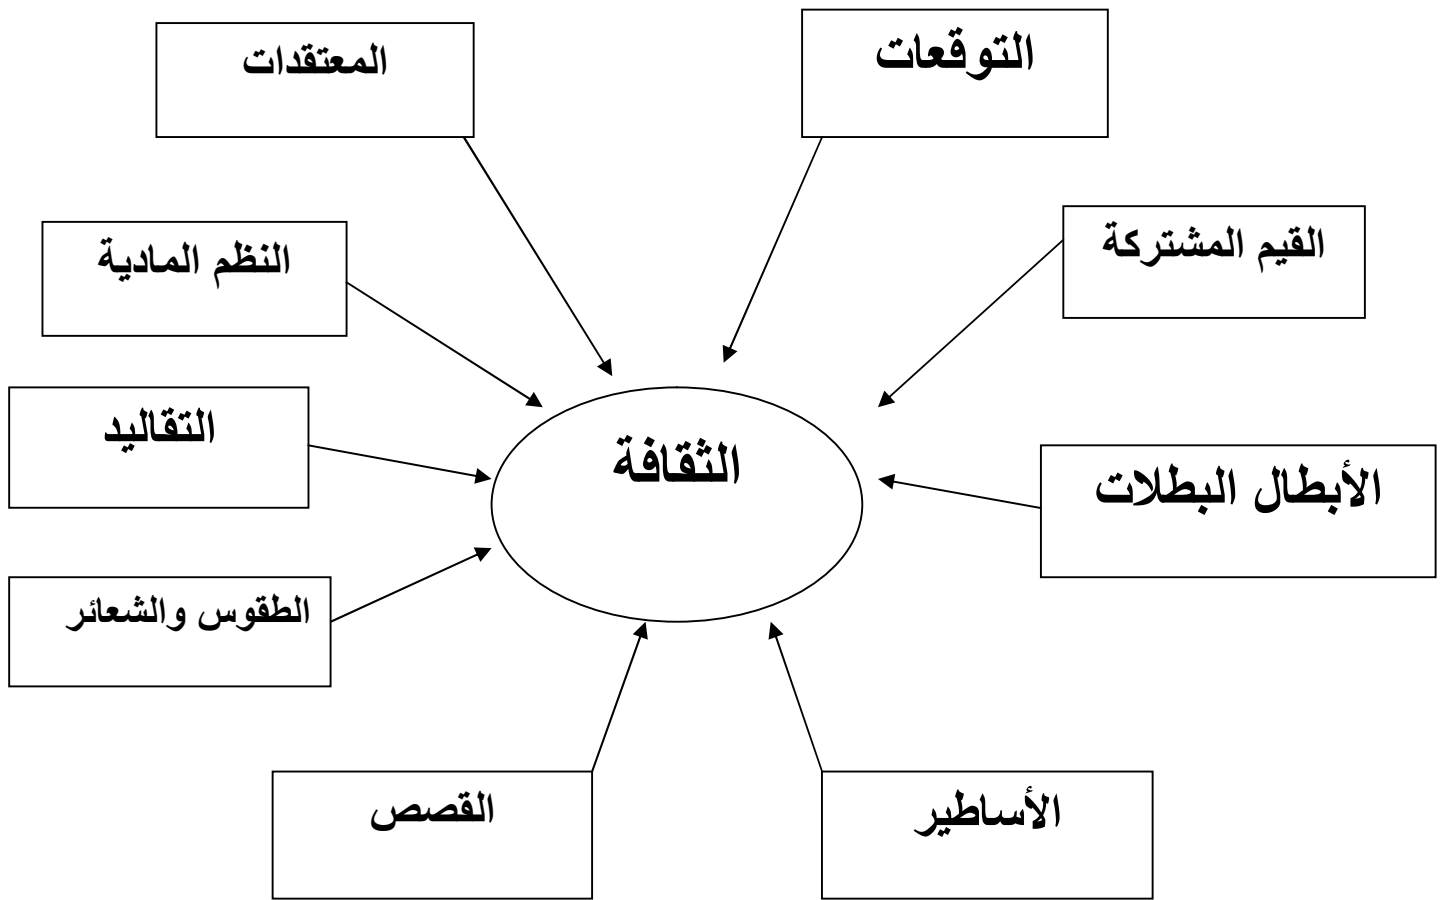 التوقعات
المعتقدات
القيم المشتركة
النظم المادية
التقاليد
الثقافة
الأبطال البطلات
الطقوس والشعائر
الأساطير
القصص